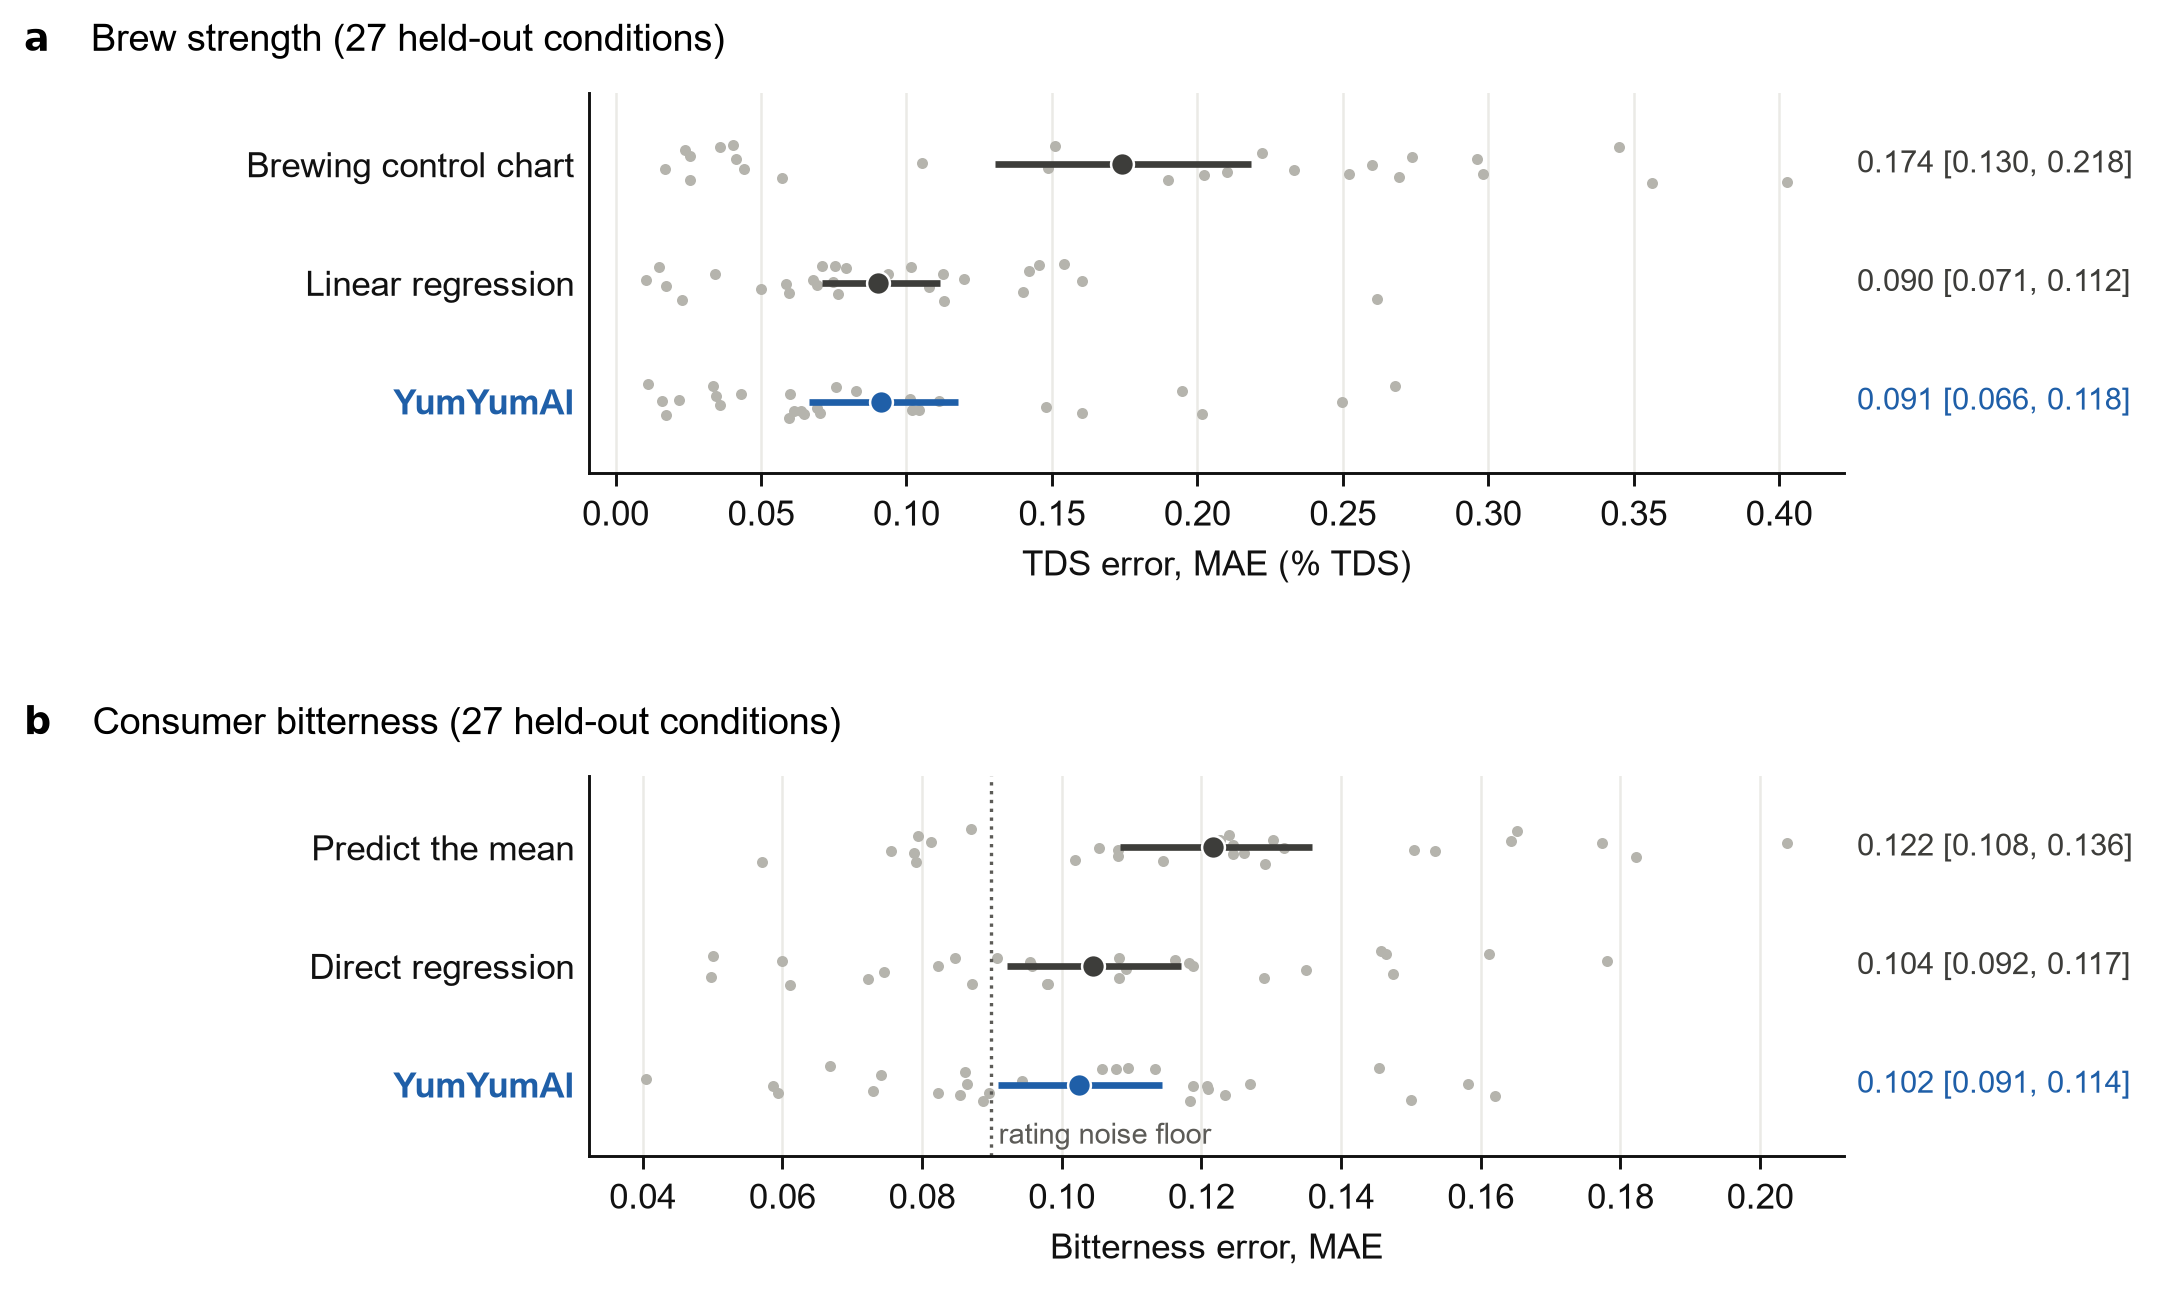 a Brew strength (27 held-out conditions)
Brewing control chart 0.174 [0.130, 0.218]
Linear regression 0.090 [0.071, 0.112]
YumYumAI 0.091 [0.066, 0.118]
0.00 0.05 0.10 0.15 0.20 0.25 0.30 0.35 0.40
TDS error, MAE (% TDS)
b Consumer bitterness (27 held-out conditions)
Predict the mean 0.122 [0.108, 0.136]
Direct regression 0.104 [0.092, 0.117]
YumYumAI 0.102 [0.091, 0.114]
rating noise floor
0.04 0.06 0.08 0.10 0.12 0.14 0.16 0.18 0.20
Bitterness error, MAE